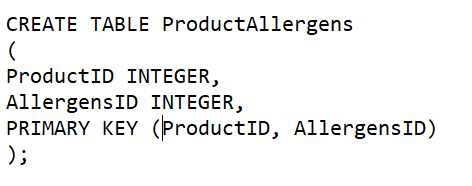 CREATE TABLE ProductAllergens
(
ProductID INTEGER,
AllergensID INTEGER,
PRIMARY KEY (ProductID, AllergensID)
);